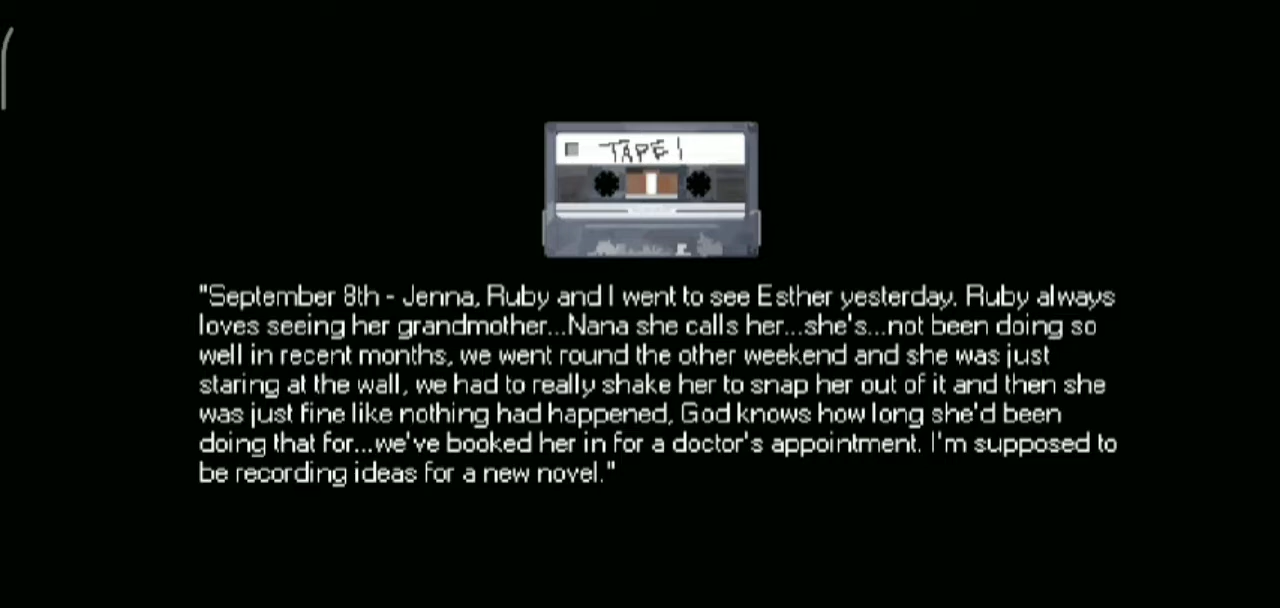 TAPE 1
"September 8th - Jenna, Ruby and I went to see Esther yesterday. Ruby always
loves seeing her grandmother...Nana she calls her...she's...not been doing so
well in recent months, we went round the other weekend and she was just
staring at the wall, we had to really shake her to snap her out of it and then she
was just fine like nothing had happened, God knows how long she'd been
doing that for...we've booked her in for a doctor's appointment. I'm supposed to
be recording ideas for a new novel."